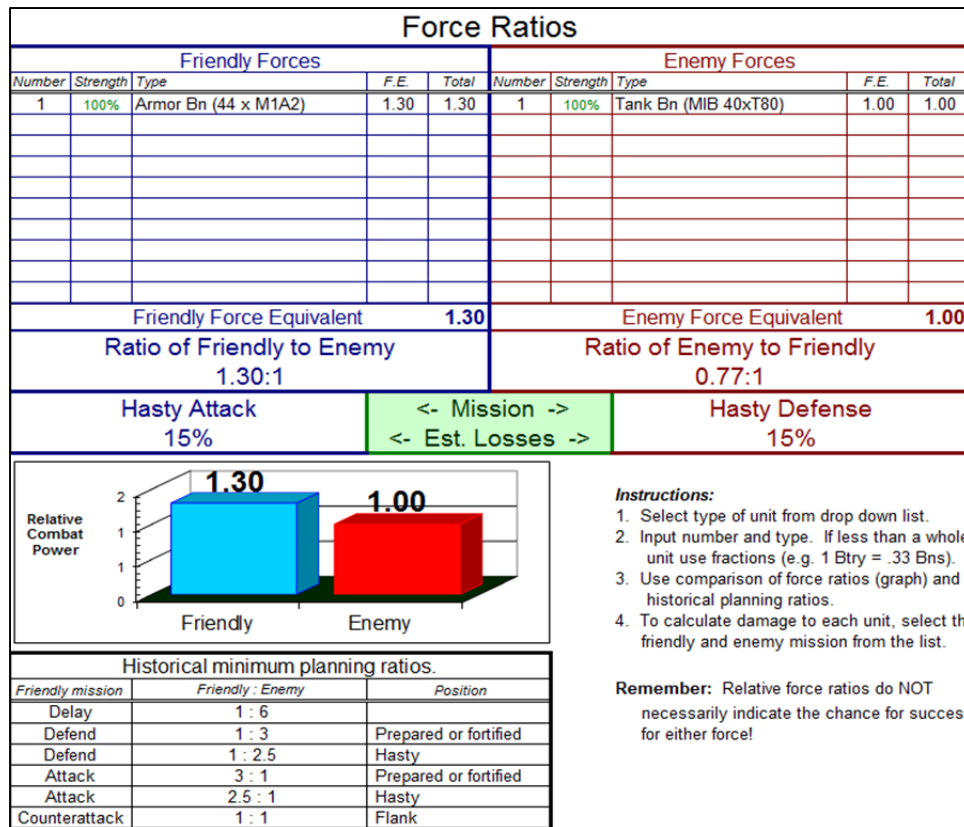 Force Ratios
Friendly Forces Enemy Forces
Number Strength Type F.E. Total Number Strength Type F.E. Total
1 100% Armor Bn (44 x M1A2) 1.30 1.30 1 100% Tank Bn (MIB 40xT80) 1.00 1.00
Friendly Force Equivalent 1.30 Enemy Force Equivalent 1.00
Ratio of Friendly to Enemy Ratio of Enemy to Friendly
1.30:1 0.77:1
Hasty Attack <- Mission -> Hasty Defense
15% <- Est. Losses -> 15%
Relative
Combat
Power
2
1
1
0
1.30
1.00
Friendly Enemy
Instructions:
1. Select type of unit from drop down list.
2. Input number and type. If less than a whole
unit use fractions (e.g. 1 Btry = .33 Bns).
3. Use comparison of force ratios (graph) and
historical planning ratios.
4. To calculate damage to each unit, select th
friendly and enemy mission from the list.
Remember: Relative force ratios do NOT
necessarily indicate the chance for success
for either force!
Historical minimum planning ratios.
Friendly mission Friendly : Enemy Position
Delay 1 : 6
Defend 1 : 3 Prepared or fortified
Defend 1 : 2.5 Hasty
Attack 3 : 1 Prepared or fortified
Attack 2.5 : 1 Hasty
Counterattack 1 : 1 Flank